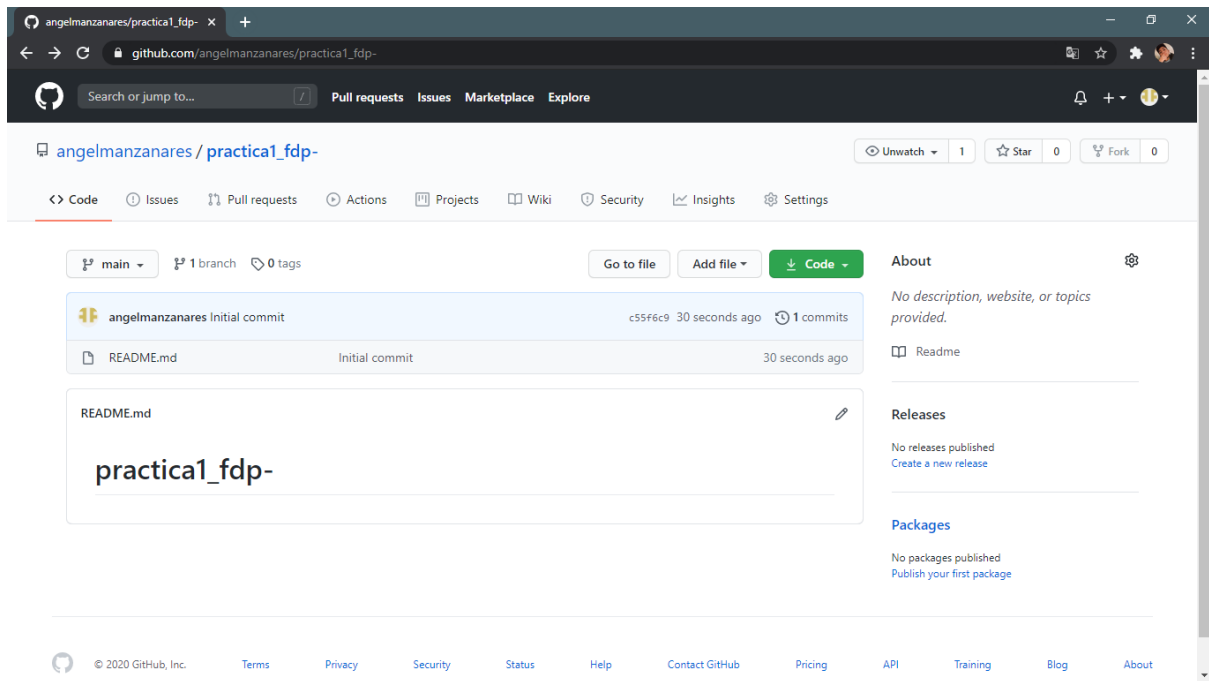 angelmanzanares/practica1_fdp-
github.com/angelmanzanares/practica1_fdp-
Search or jump to... / Pull requests Issues Marketplace Explore
angelmanzanares / practica1_fdp- Unwatch 1 Star 0 Fork 0
<> Code Issues Pull requests Actions Projects Wiki Security Insights Settings
main 1 branch 0 tags Go to file Add file Code
angelmanzanares Initial commit c55f6c9 30 seconds ago 1 commits
README.md Initial commit 30 seconds ago
README.md
practica1_fdp-
About
No description, website, or topics
provided.
Readme
Releases
No releases published
Create a new release
Packages
No packages published
Publish your first package
© 2020 GitHub, Inc. Terms Privacy Security Status Help Contact GitHub Pricing API Training Blog About